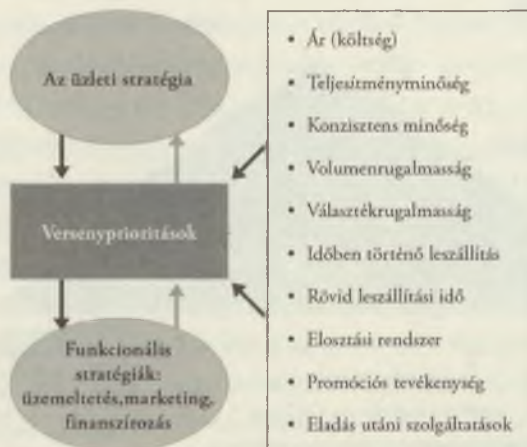 Az üzleti stratégia
Versenyprioritások
Funkcionális
stratégiák:
üzemeltetés,marketing,
finanszírozás
• Ár (költség)
• Teljesítményminőség
• Konzisztens minőség
• Volumenrugalmasság
• Választékrugalmasság
• Időben történő leszállítás
• Rövid leszállítási idő
• Elosztási rendszer
• Promóciós tevékenység
• Eladás utáni szolgáltatások